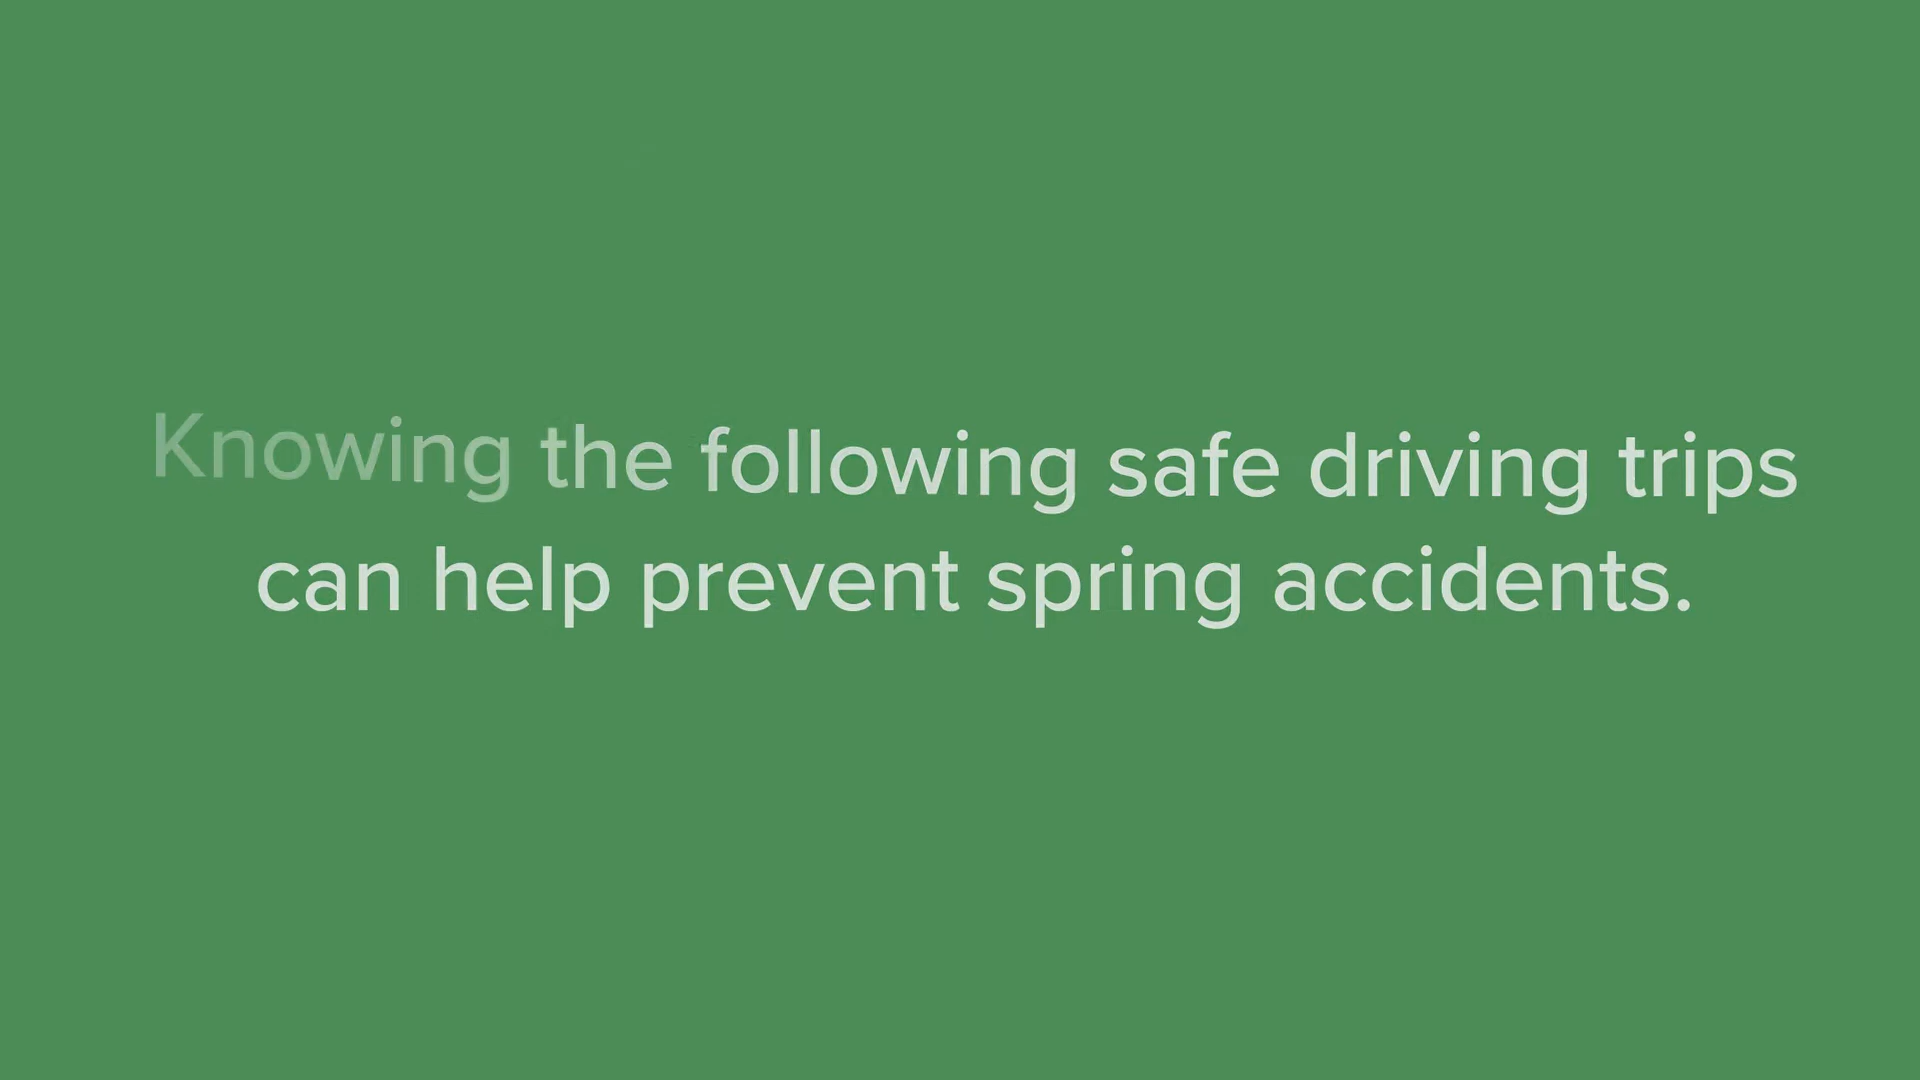 Knowing the following safe driving trips
can help prevent spring accidents.